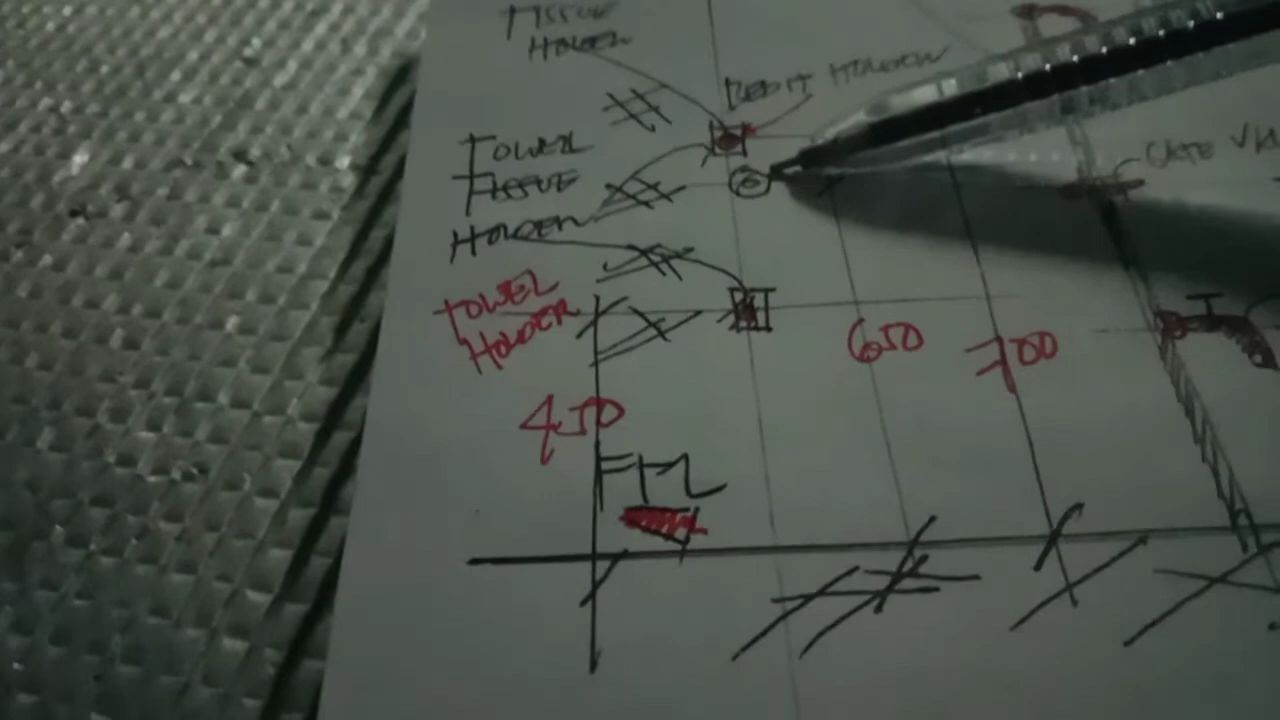 TISSUE
HOLDER
TOWEL
TISSUE
HOLDER
TOWEL
HOLDER
450
650
700
FFL